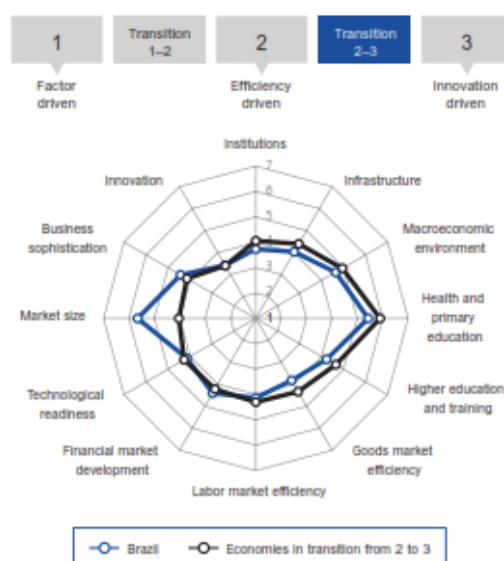 1
Transition
1–2
2
Transition
2–3
3
Factor
driven
Efficiency
driven
Innovation
driven
Institutions
7
Innovation
6
Infrastructure
5
Business
sophistication
4
Macroeconomic
environment
3
2
Market size
1
Health and
primary
education
Technological
readiness
Higher education
and training
Financial market
development
Goods market
efficiency
Labor market efficiency
Brazil
Economies in transition from 2 to 3